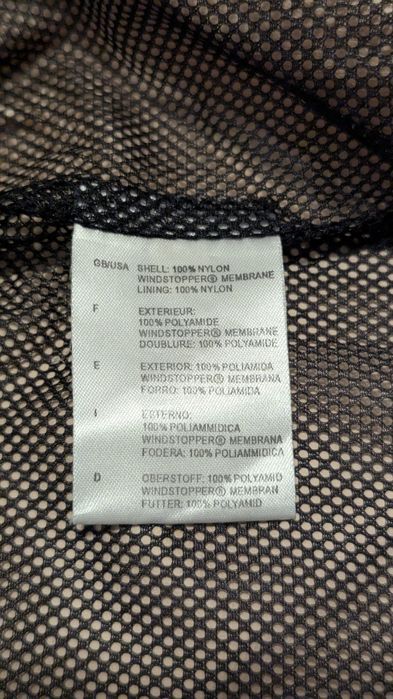 GB/USA SHELL: 100% NYLON
WINDSTOPPER® MEMBRANE
LINING: 100% NYLON
F EXTERIEUR:
100% POLYAMIDE
WINDSTOPPER® MEMBRANE
DOUBLURE: 100% POLYAMIDE
E EXTERIOR: 100% POLIAMIDA
WINDSTOPPER® MEMBRANA
FORRO: 100% POLIAMIDA
I ESTERNO:
100% POLIAMMIDICA
WINDSTOPPER® MEMBRANA
FODERA: 100% POLIAMMIDICA
D OBERSTOFF: 100% POLYAMID
WINDSTOPPER® MEMBRAN
FUTTER: 100% POLYAMID